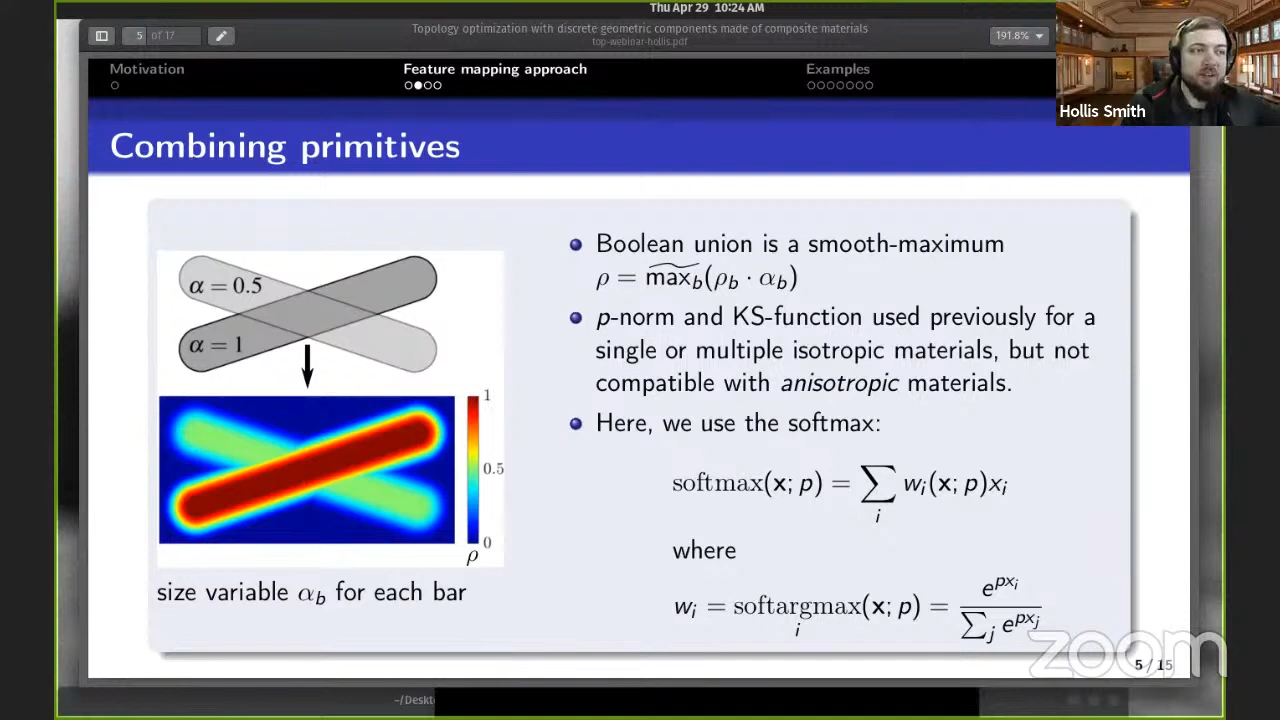 Thu Apr 29 10:24 AM
5 of 17
Topology optimization with discrete geometric components made of composite materials
top-webinar-hollis.pdf
191.8%
Motivation
Feature mapping approach
Examples
Hollis Smith
Combining primitives
α = 0.5
α = 1
1
0.5
0
ρ
size variable α_b for each bar
Boolean union is a smooth-maximum
ρ = m̃ax_b(ρ_b · α_b)
p-norm and KS-function used previously for a
single or multiple isotropic materials, but not
compatible with anisotropic materials.
Here, we use the softmax:
softmax(x; p) = ∑_i w_i(x; p)x_i
where
w_i = softargmax_i(x; p) = e^{px_i} / ∑_j e^{px_j}
zoom
5 / 15
~/Deskt